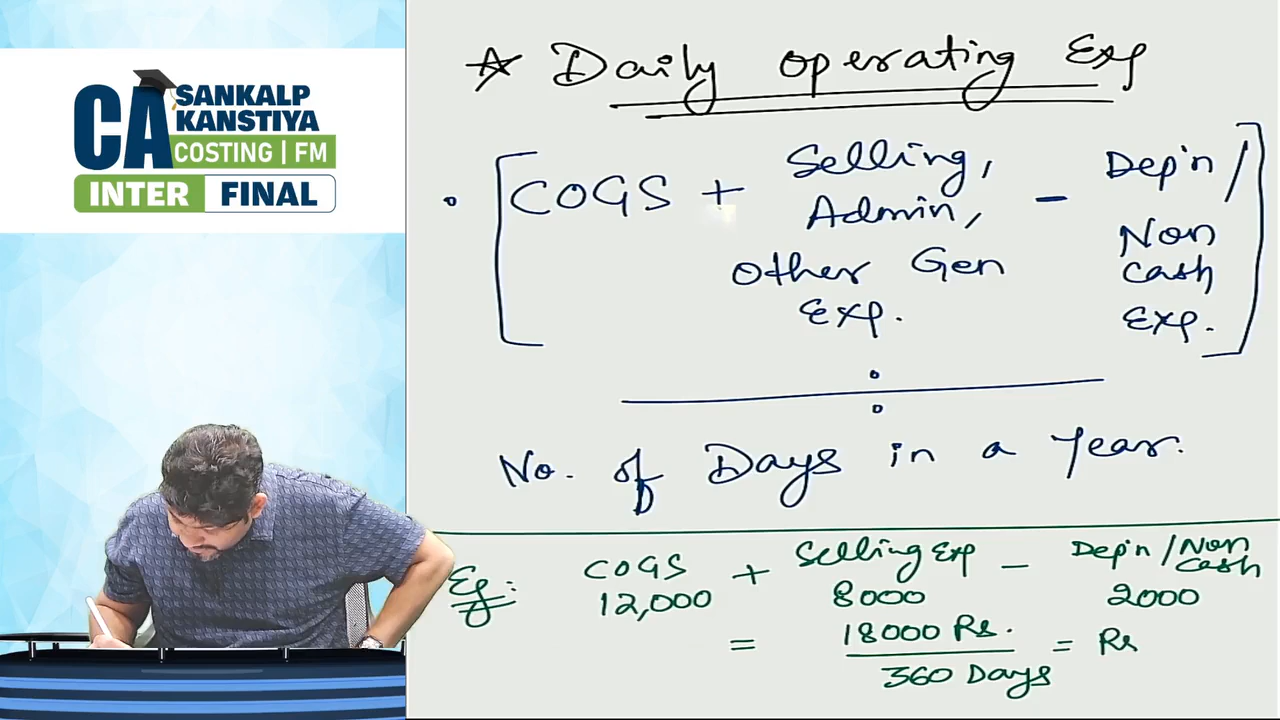 CA SANKALP KANSTIYA
COSTING | FM
INTER FINAL
☆ Daily operating Exp
[COGS + Selling, Admin, Other Gen Exp. - Dep'n / Non Cash Exp.]
÷
No. of Days in a Year.
Eg: COGS + Selling Exp - Dep'n / Non Cash
12,000 8000 2000
= 18000 Rs. = Rs
360 Days